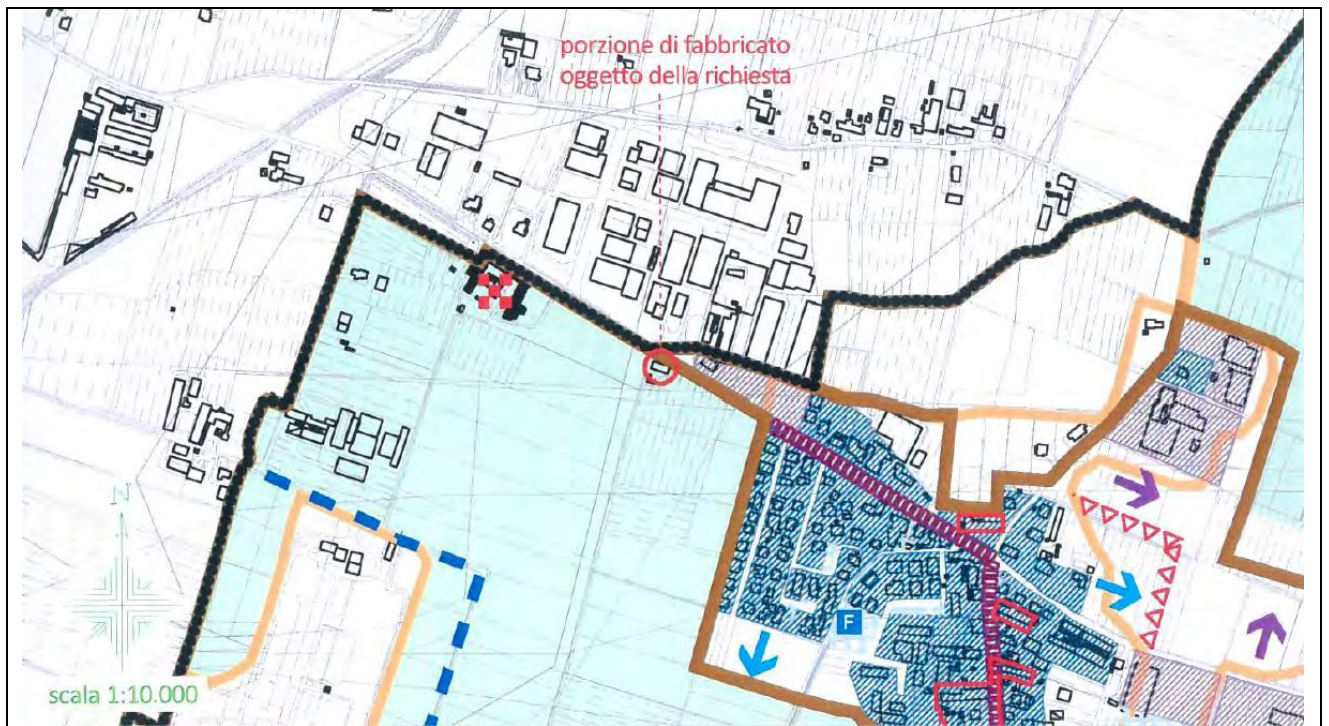 porzione di fabbricato
oggetto della richiesta
F
N
scala 1:10.000